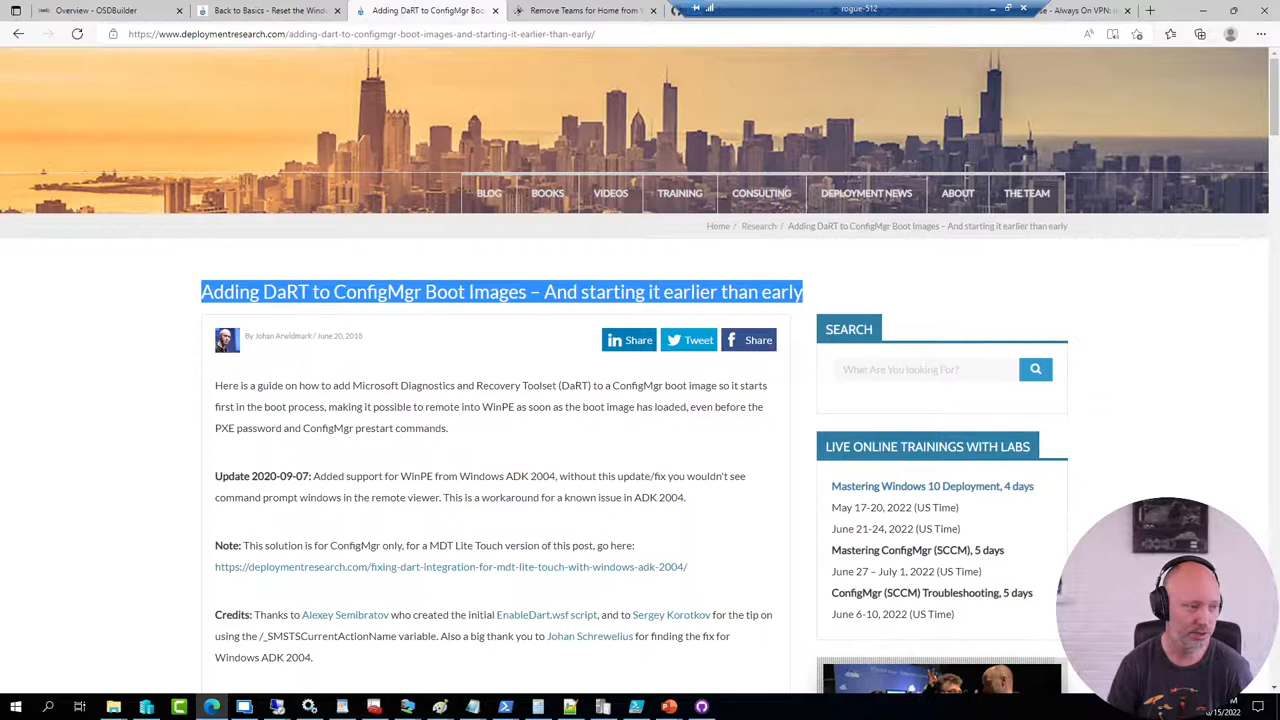 rogue-512
Overview - OSDBuilder
Back to Basics - Reset the Windo
Adding DaRT to ConfigMgr Boot
Remove Teams for Home from W
e - Always On VPN:
https://www.deploymentresearch.com/adding-dart-to-configmgr-boot-images-and-starting-it-earlier-than-early/
BLOG BOOKS VIDEOS TRAINING CONSULTING DEPLOYMENT NEWS ABOUT THE TEAM
Home / Research / Adding DaRT to ConfigMgr Boot Images – And starting it earlier than early
Adding DaRT to ConfigMgr Boot Images – And starting it earlier than early
By Johan Arwidmark / June 20, 2018
in Share Tweet f Share
Here is a guide on how to add Microsoft Diagnostics and Recovery Toolset (DaRT) to a ConfigMgr boot image so it starts
first in the boot process, making it possible to remote into WinPE as soon as the boot image has loaded, even before the
PXE password and ConfigMgr prestart commands.
Update 2020-09-07: Added support for WinPE from Windows ADK 2004, without this update/fix you wouldn't see
command prompt windows in the remote viewer. This is a workaround for a known issue in ADK 2004.
Note: This solution is for ConfigMgr only, for a MDT Lite Touch version of this post, go here:
https://deploymentresearch.com/fixing-dart-integration-for-mdt-lite-touch-with-windows-adk-2004/
Credits: Thanks to Alexey Semibratov who created the initial EnableDart.wsf script, and to Sergey Korotkov for the tip on
using the /_SMSTSCurrentActionName variable. Also a big thank you to Johan Schrewelius for finding the fix for
Windows ADK 2004.
SEARCH
What Are You looking For?
LIVE ONLINE TRAININGS WITH LABS
Mastering Windows 10 Deployment, 4 days
May 17-20, 2022 (US Time)
June 21-24, 2022 (US Time)
Mastering ConfigMgr (SCCM), 5 days
June 27 – July 1, 2022 (US Time)
ConfigMgr (SCCM) Troubleshooting, 5 days
June 6-10, 2022 (US Time)
M
6/15/2022